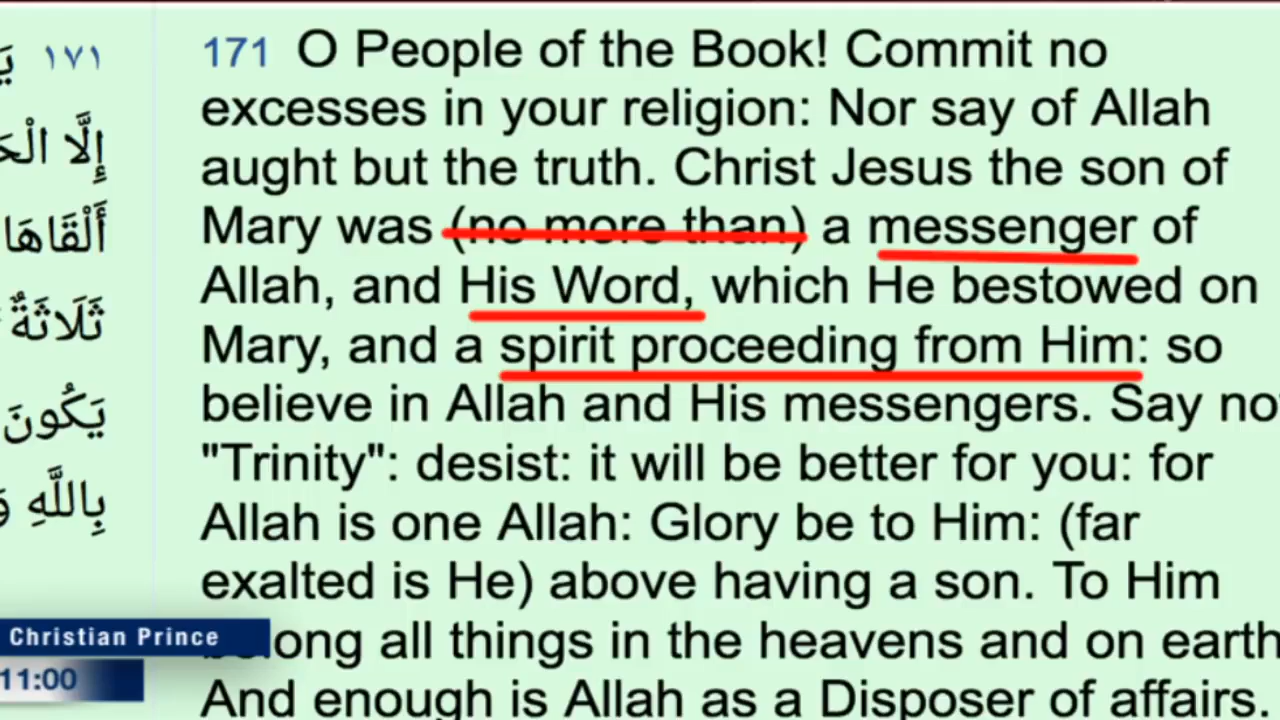 171 O People of the Book! Commit no
excesses in your religion: Nor say of Allah
aught but the truth. Christ Jesus the son of
Mary was (no more than) a messenger of
Allah, and His Word, which He bestowed on
Mary, and a spirit proceeding from Him: so
believe in Allah and His messengers. Say no
"Trinity": desist: it will be better for you: for
Allah is one Allah: Glory be to Him: (far
exalted is He) above having a son. To Him
belong all things in the heavens and on earth
And enough is Allah as a Disposer of affairs.
١٧١
إِلَّا
أَلْقَاهَا
ثَلَاثَةٌ
يَكُونَ
بِاللَّهِ
Christian Prince
11:00